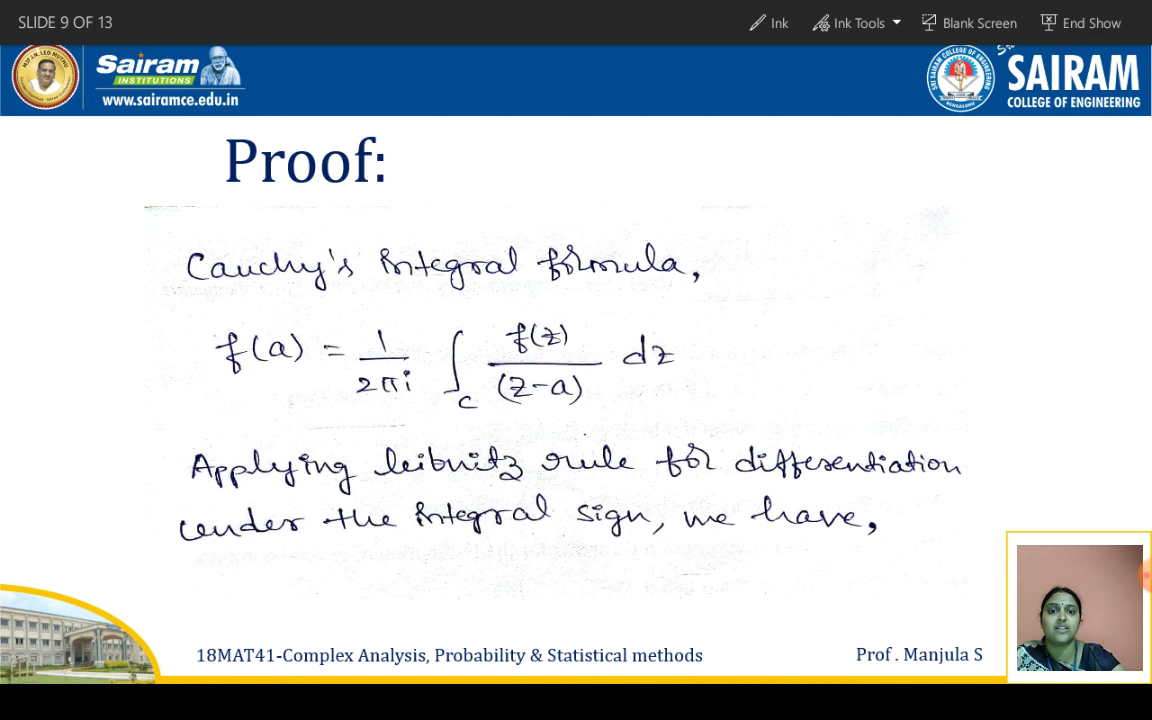 SLIDE 9 OF 13
Ink
Ink Tools
Blank Screen
End Show
Sairam
INSTITUTIONS
www.sairamce.edu.in
SAIRAM
COLLEGE OF ENGINEERING
Proof:
Cauchy's integral formula,
f(a) = 1/2πi ∫_c f(z)/(z-a) dz
Applying leibnitz rule for differentiation
under the integral sign, we have,
18MAT41-Complex Analysis, Probability & Statistical methods
Prof . Manjula S